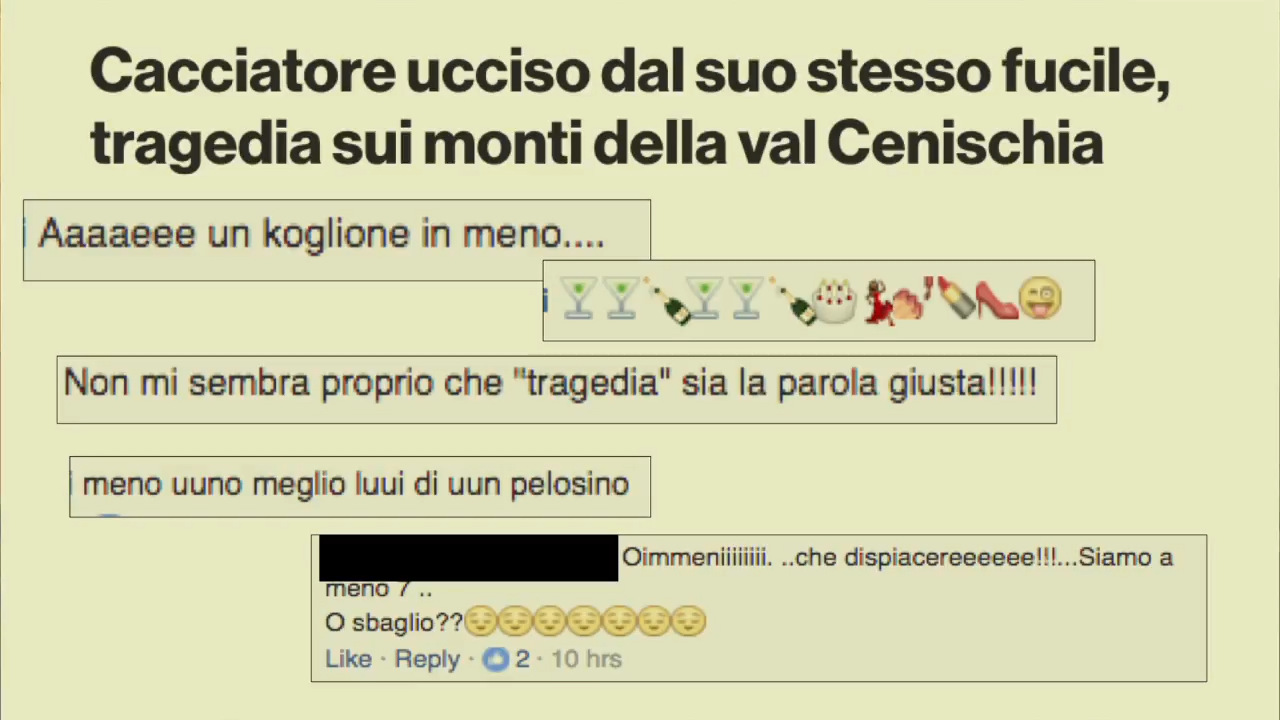 Cacciatore ucciso dal suo stesso fucile,
tragedia sui monti della val Cenischia
Aaaaeee un koglione in meno....
Non mi sembra proprio che "tragedia" sia la parola giusta!!!!!
meno uuno meglio luui di uun pelosino
Oimmeniiiiiiii. ..che dispiacereeeeee!!!...Siamo a
meno 7 ..
O sbaglio??😌😌😌😌😌😌😌
Like · Reply · 2 · 10 hrs